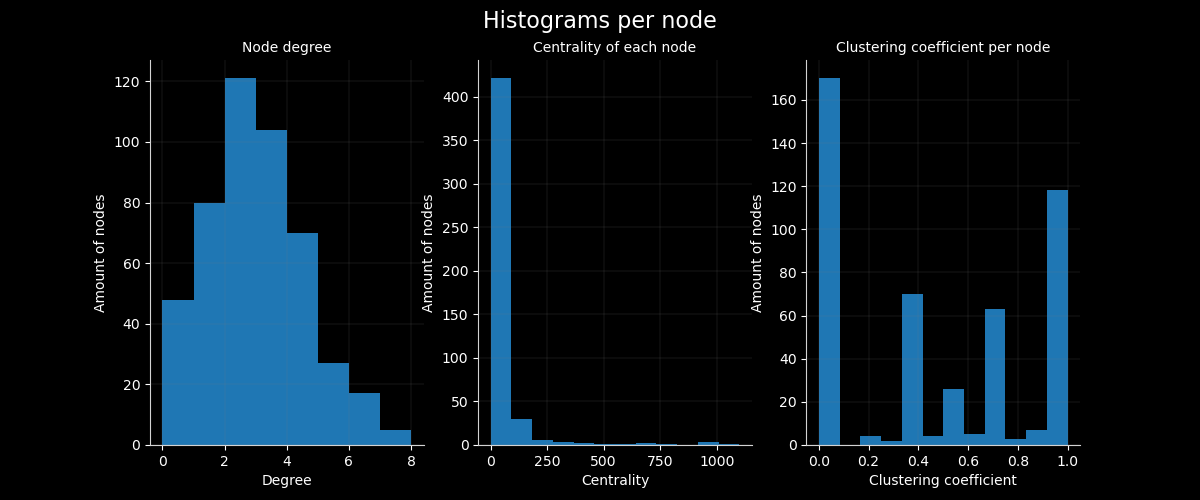 Histograms per node
Node degree
Amount of nodes
120
100
80
60
40
20
0
0 2 4 6 8
Degree
Centrality of each node
Amount of nodes
400
350
300
250
200
150
100
50
0
0 250 500 750 1000
Centrality
Clustering coefficient per node
Amount of nodes
160
140
120
100
80
60
40
20
0
0.0 0.2 0.4 0.6 0.8 1.0
Clustering coefficient